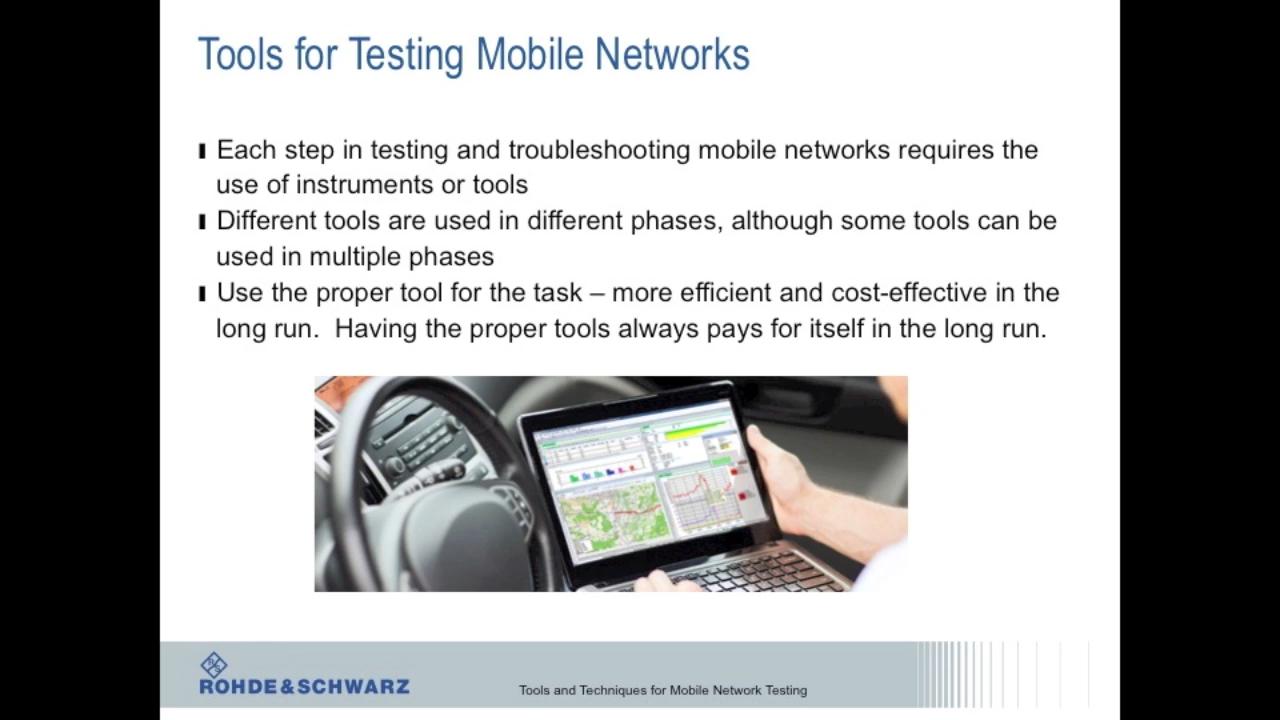 Tools for Testing Mobile Networks
Each step in testing and troubleshooting mobile networks requires the
use of instruments or tools
Different tools are used in different phases, although some tools can be
used in multiple phases
Use the proper tool for the task – more efficient and cost-effective in the
long run.  Having the proper tools always pays for itself in the long run.
R S
ROHDE&SCHWARZ
Tools and Techniques for Mobile Network Testing